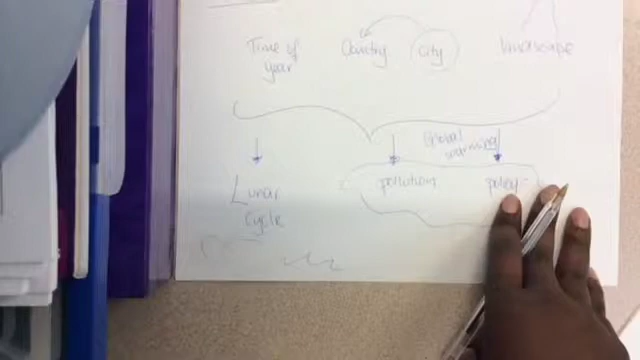 Time of year
Country
City
landscape
Global warming
Lunar cycle
pollution
policy